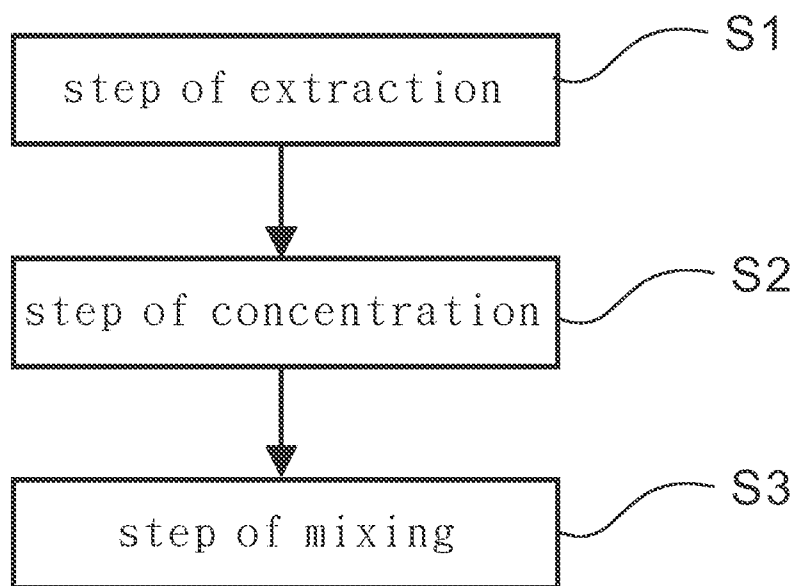 S1
step of extraction
S2
step of concentration
S3
step of mixing